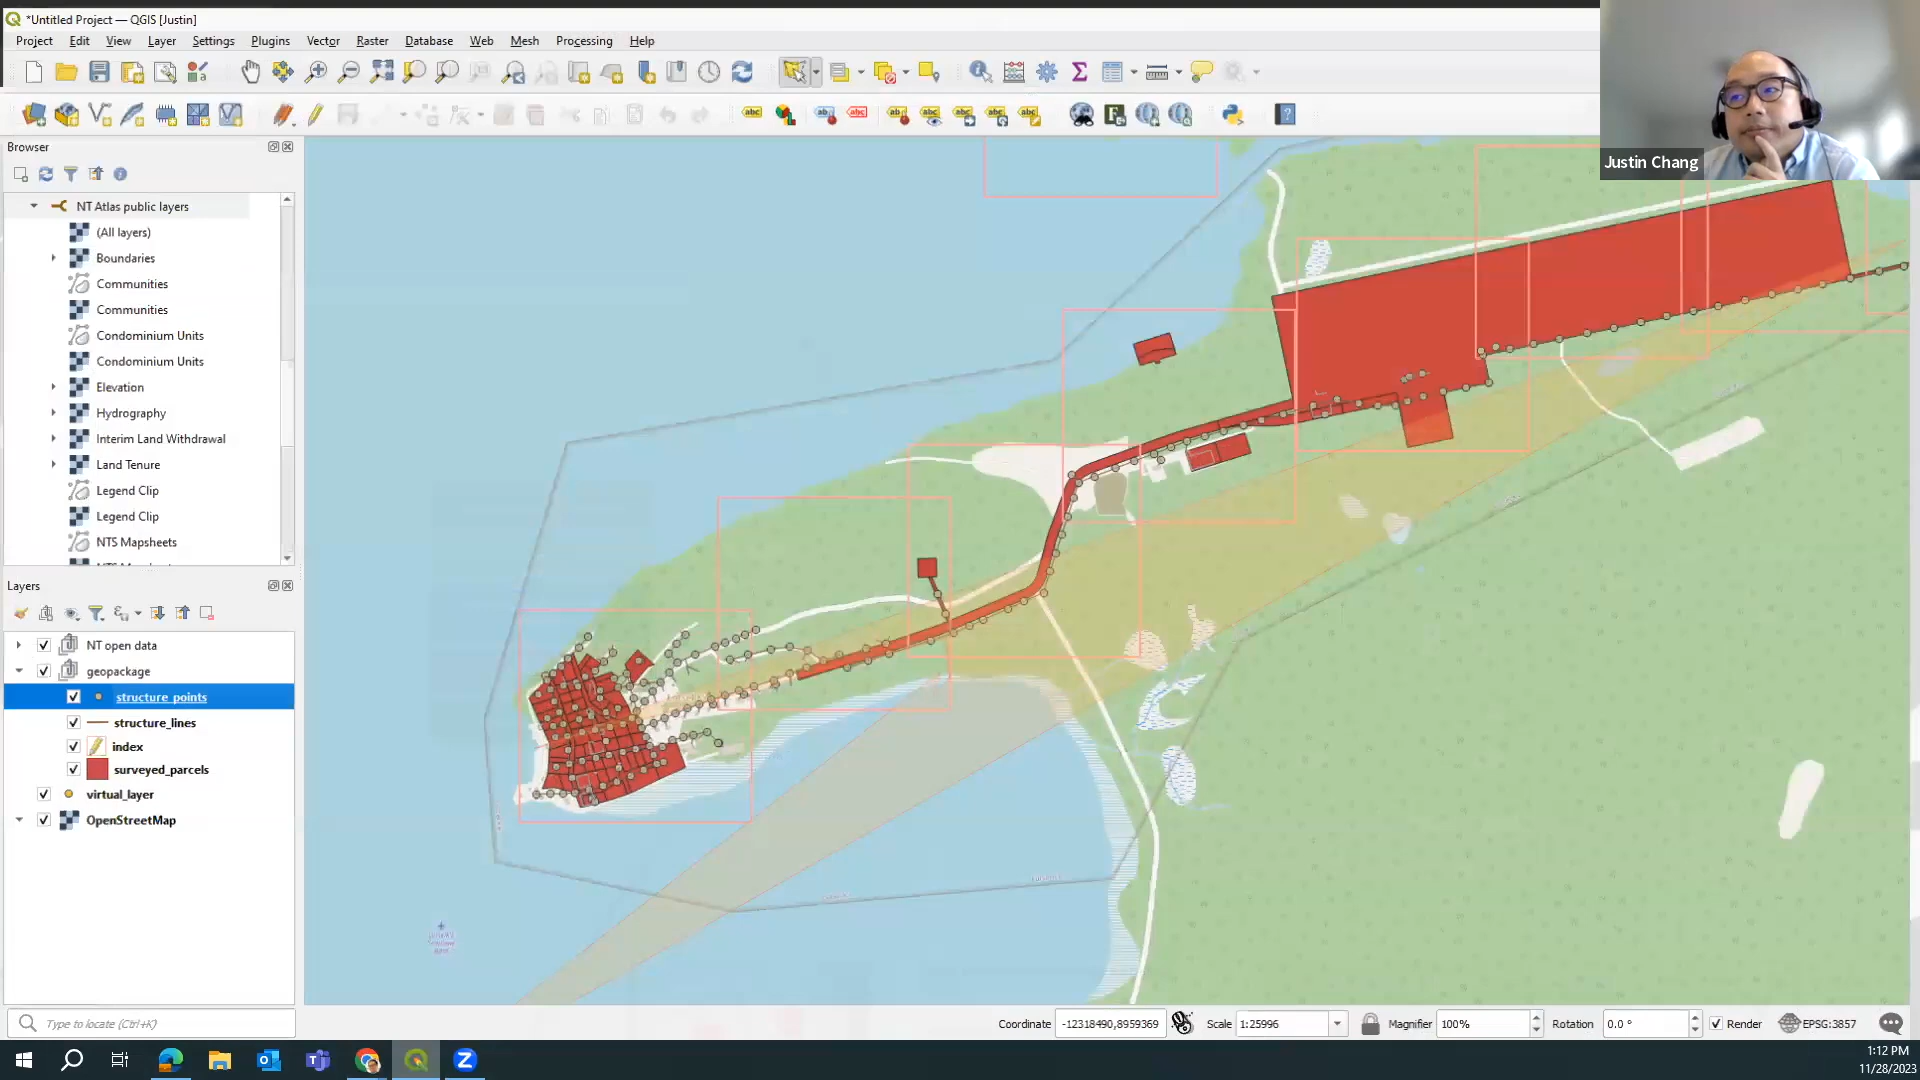 *Untitled Project — QGIS [Justin]
Project Edit View Layer Settings Plugins Vector Raster Database Web Mesh Processing Help
Justin Chang
Browser
NT Atlas public layers
(All layers)
Boundaries
Communities
Communities
Condominium Units
Condominium Units
Elevation
Hydrography
Interim Land Withdrawal
Land Tenure
Legend Clip
Legend Clip
NTS Mapsheets
Layers
NT open data
geopackage
structure_points
structure_lines
index
surveyed_parcels
virtual_layer
OpenStreetMap
Type to locate (Ctrl+K)
Coordinate -12318490,8959369 Scale 1:25996 Magnifier 100% Rotation 0.0 ° Render EPSG:3857
1:12 PM
11/28/2023